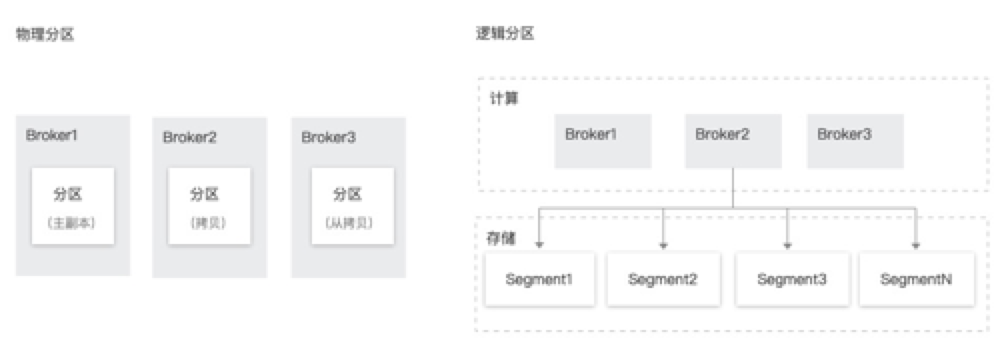 物理分区
Broker1
分区
(主副本)
Broker2
分区
(拷贝)
Broker3
分区
(从拷贝)
逻辑分区
计算
Broker1
Broker2
Broker3
存储
Segment1
Segment2
Segment3
SegmentN